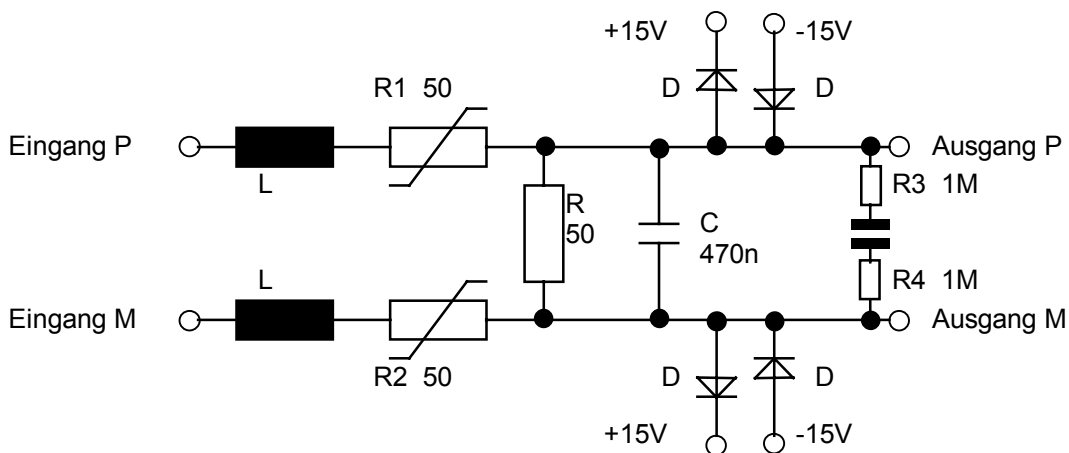 +15V
-15V
R1 50
D
D
Eingang P
Ausgang P
L
R3 1M
R
50
C
470n
L
R4 1M
Eingang M
Ausgang M
R2 50
D
D
+15V
-15V